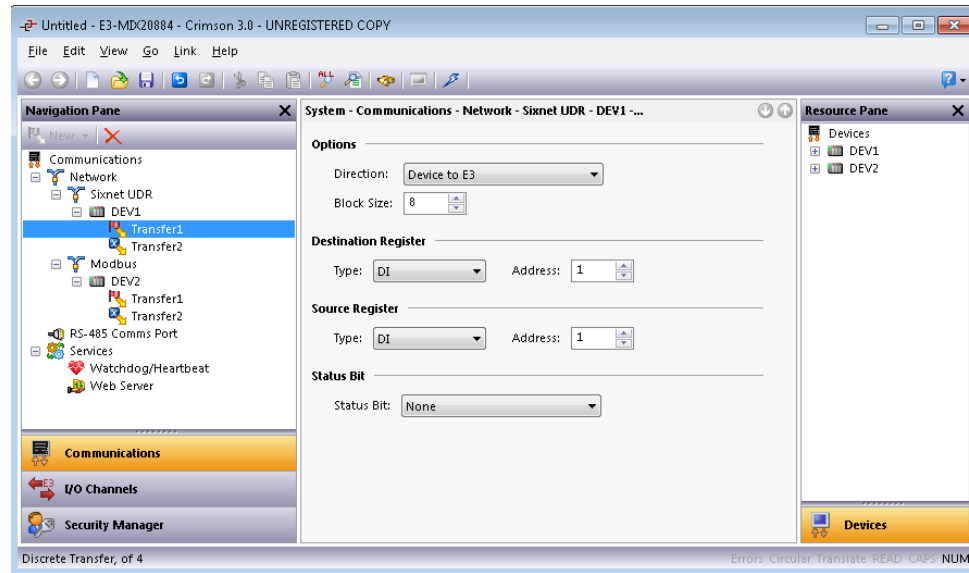 Untitled - E3-MIX20884 - Crimson 3.0 - UNREGISTERED COPY
File Edit View Go Link Help
Navigation Pane
New
Communications
Network
Sixnet UDR
DEV1
Transfer1
Transfer2
Modbus
DEV2
Transfer1
Transfer2
RS-485 Comms Port
Services
Watchdog/Heartbeat
Web Server
Communications
E3
I/O Channels
Security Manager
System - Communications - Network - Sixnet UDR - DEV1 -...
Options
Direction: Device to E3
Block Size: 8
Destination Register
Type: DI Address: 1
Source Register
Type: DI Address: 1
Status Bit
Status Bit: None
Resource Pane
Devices
DEV1
DEV2
Devices
Discrete Transfer, of 4
Errors Circular Translate READ CAPS NUM